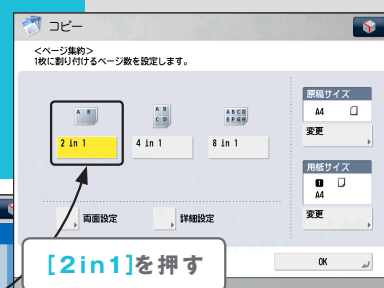 コピー
<ページ集約>
1枚に割り付けるページ数を設定します。
A B
A B
C D
A B C D
E F G H
2 in 1
4 in 1
8 in 1
両面設定
詳細設定
原稿サイズ
A4
変更
用紙サイズ
1
A4
変更
OK
[2in1]を押す